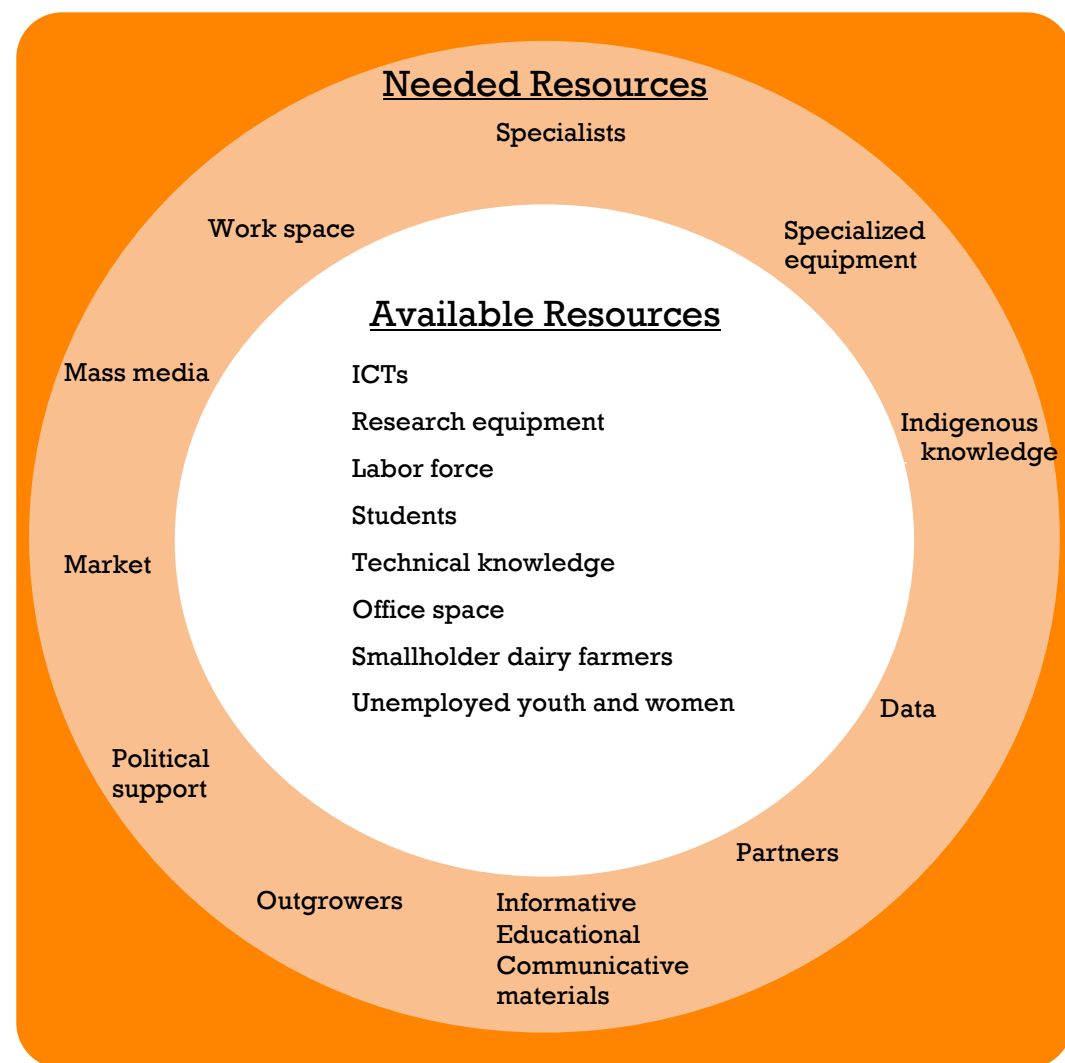 Needed Resources
Specialists
Work space
Specialized
equipment
Available Resources
Mass media
ICTs
Research equipment
Indigenous
knowledge
Labor force
Students
Market
Technical knowledge
Office space
Smallholder dairy farmers
Unemployed youth and women
Data
Political
support
Partners
Outgrowers
Informative
Educational
Communicative
materials